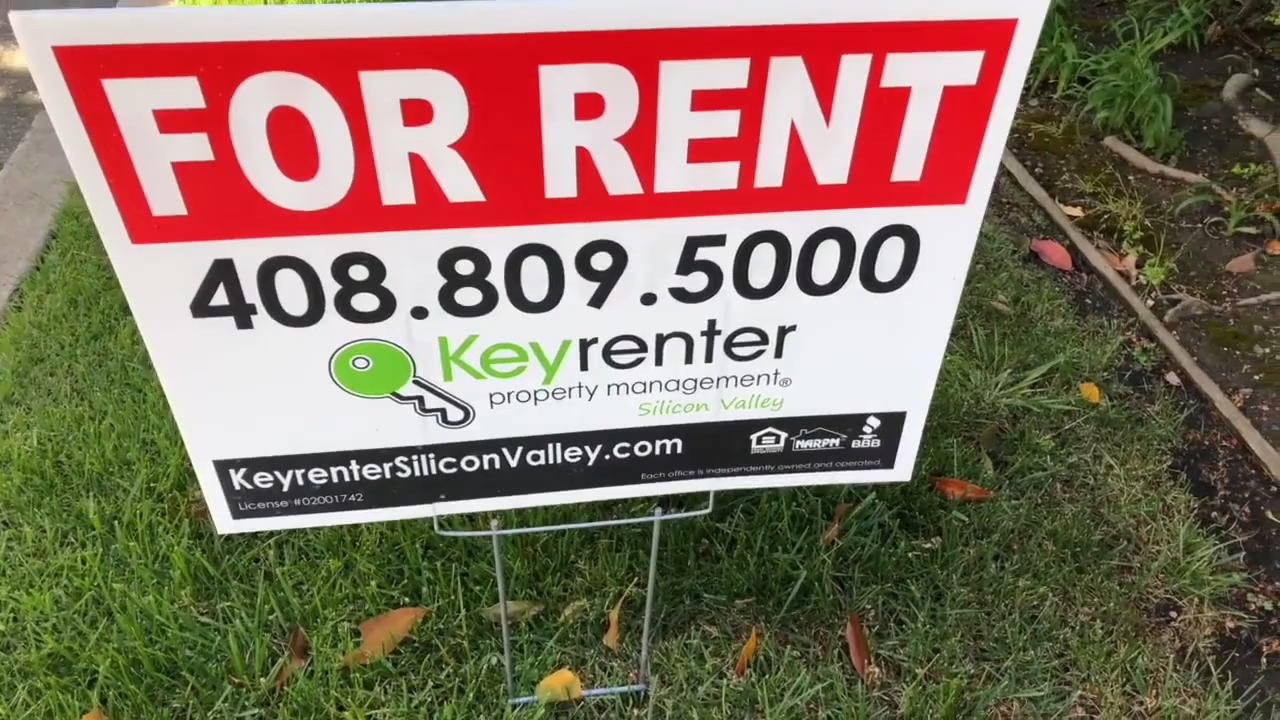 FOR RENT
408.809.5000
Keyrenter
property management®
Silicon Valley
KeyrenterSiliconValley.com
NARPM
BBB
License #02001742
Each office is independently owned and operated.